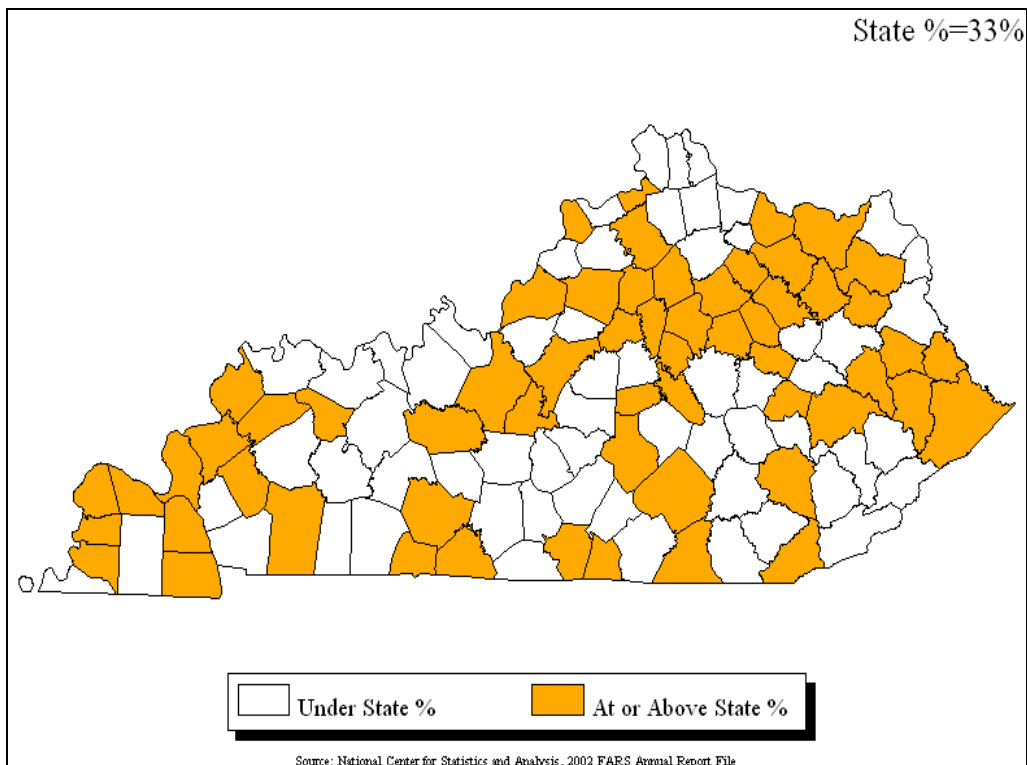 State %=33%
Under State %
At or Above State %
Source: National Center for Statistics and Analysis, 2002 FARS Annual Report File